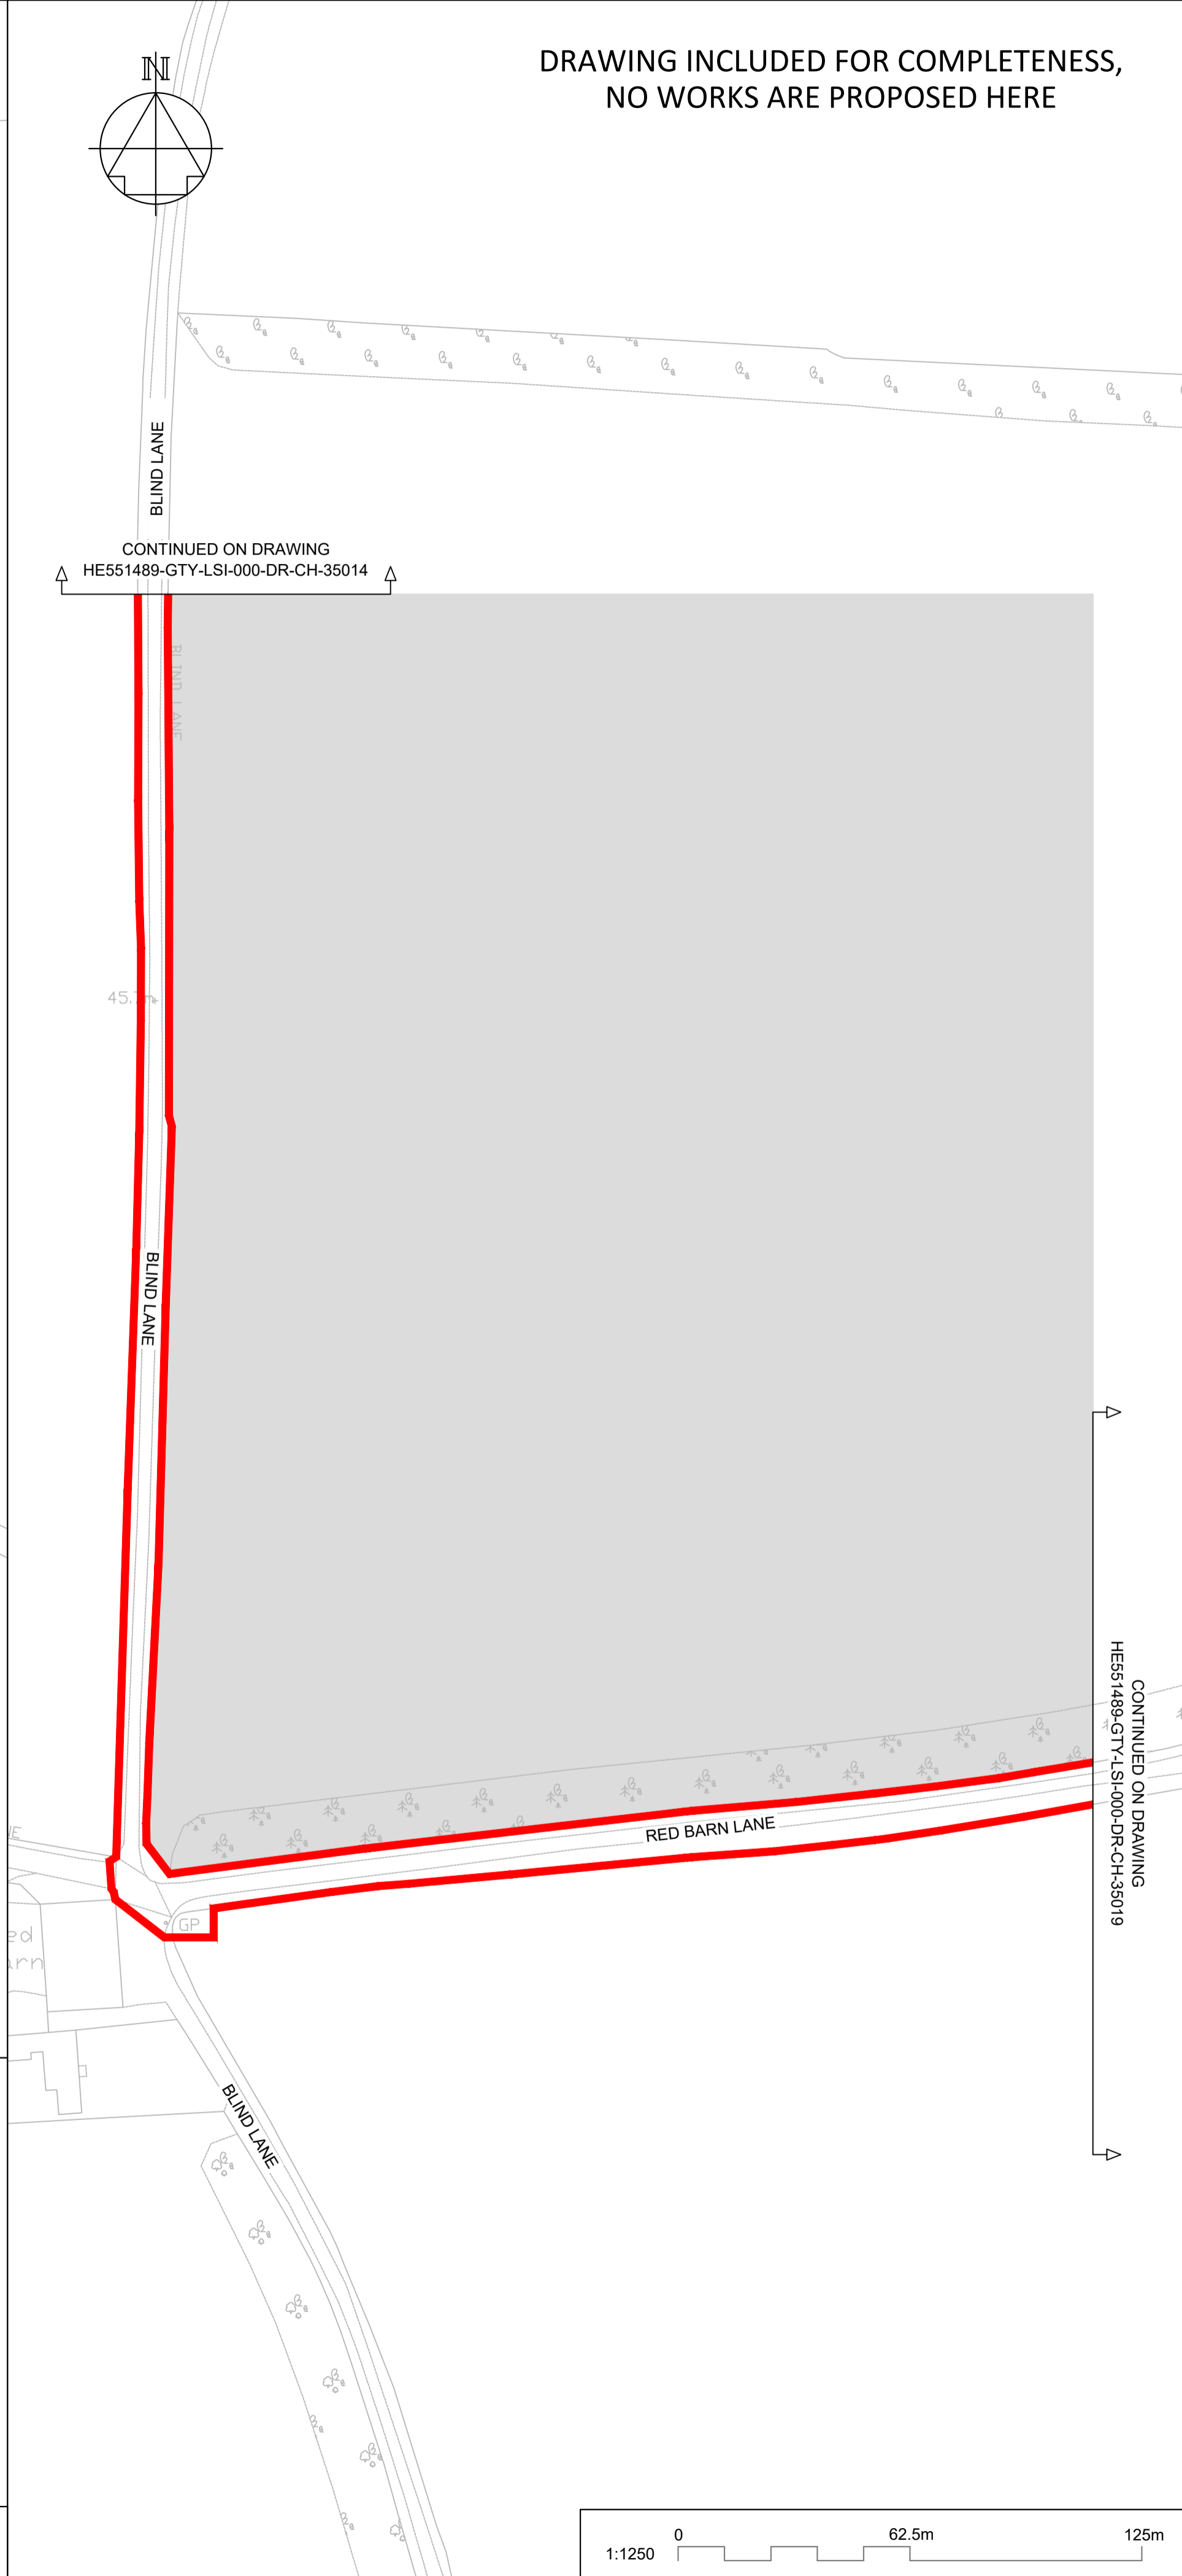 DRAWING INCLUDED FOR COMPLETENESS,
NO WORKS ARE PROPOSED HERE
N
BLIND LANE
CONTINUED ON DRAWING
HE551489-GTY-LSI-000-DR-CH-35014
BLIND LANE
BLIND LANE
CONTINUED ON DRAWING
HE551489-GTY-LSI-000-DR-CH-35019
RED BARN LANE
GP
BLIND LANE
1:1250
0
62.5m
125m